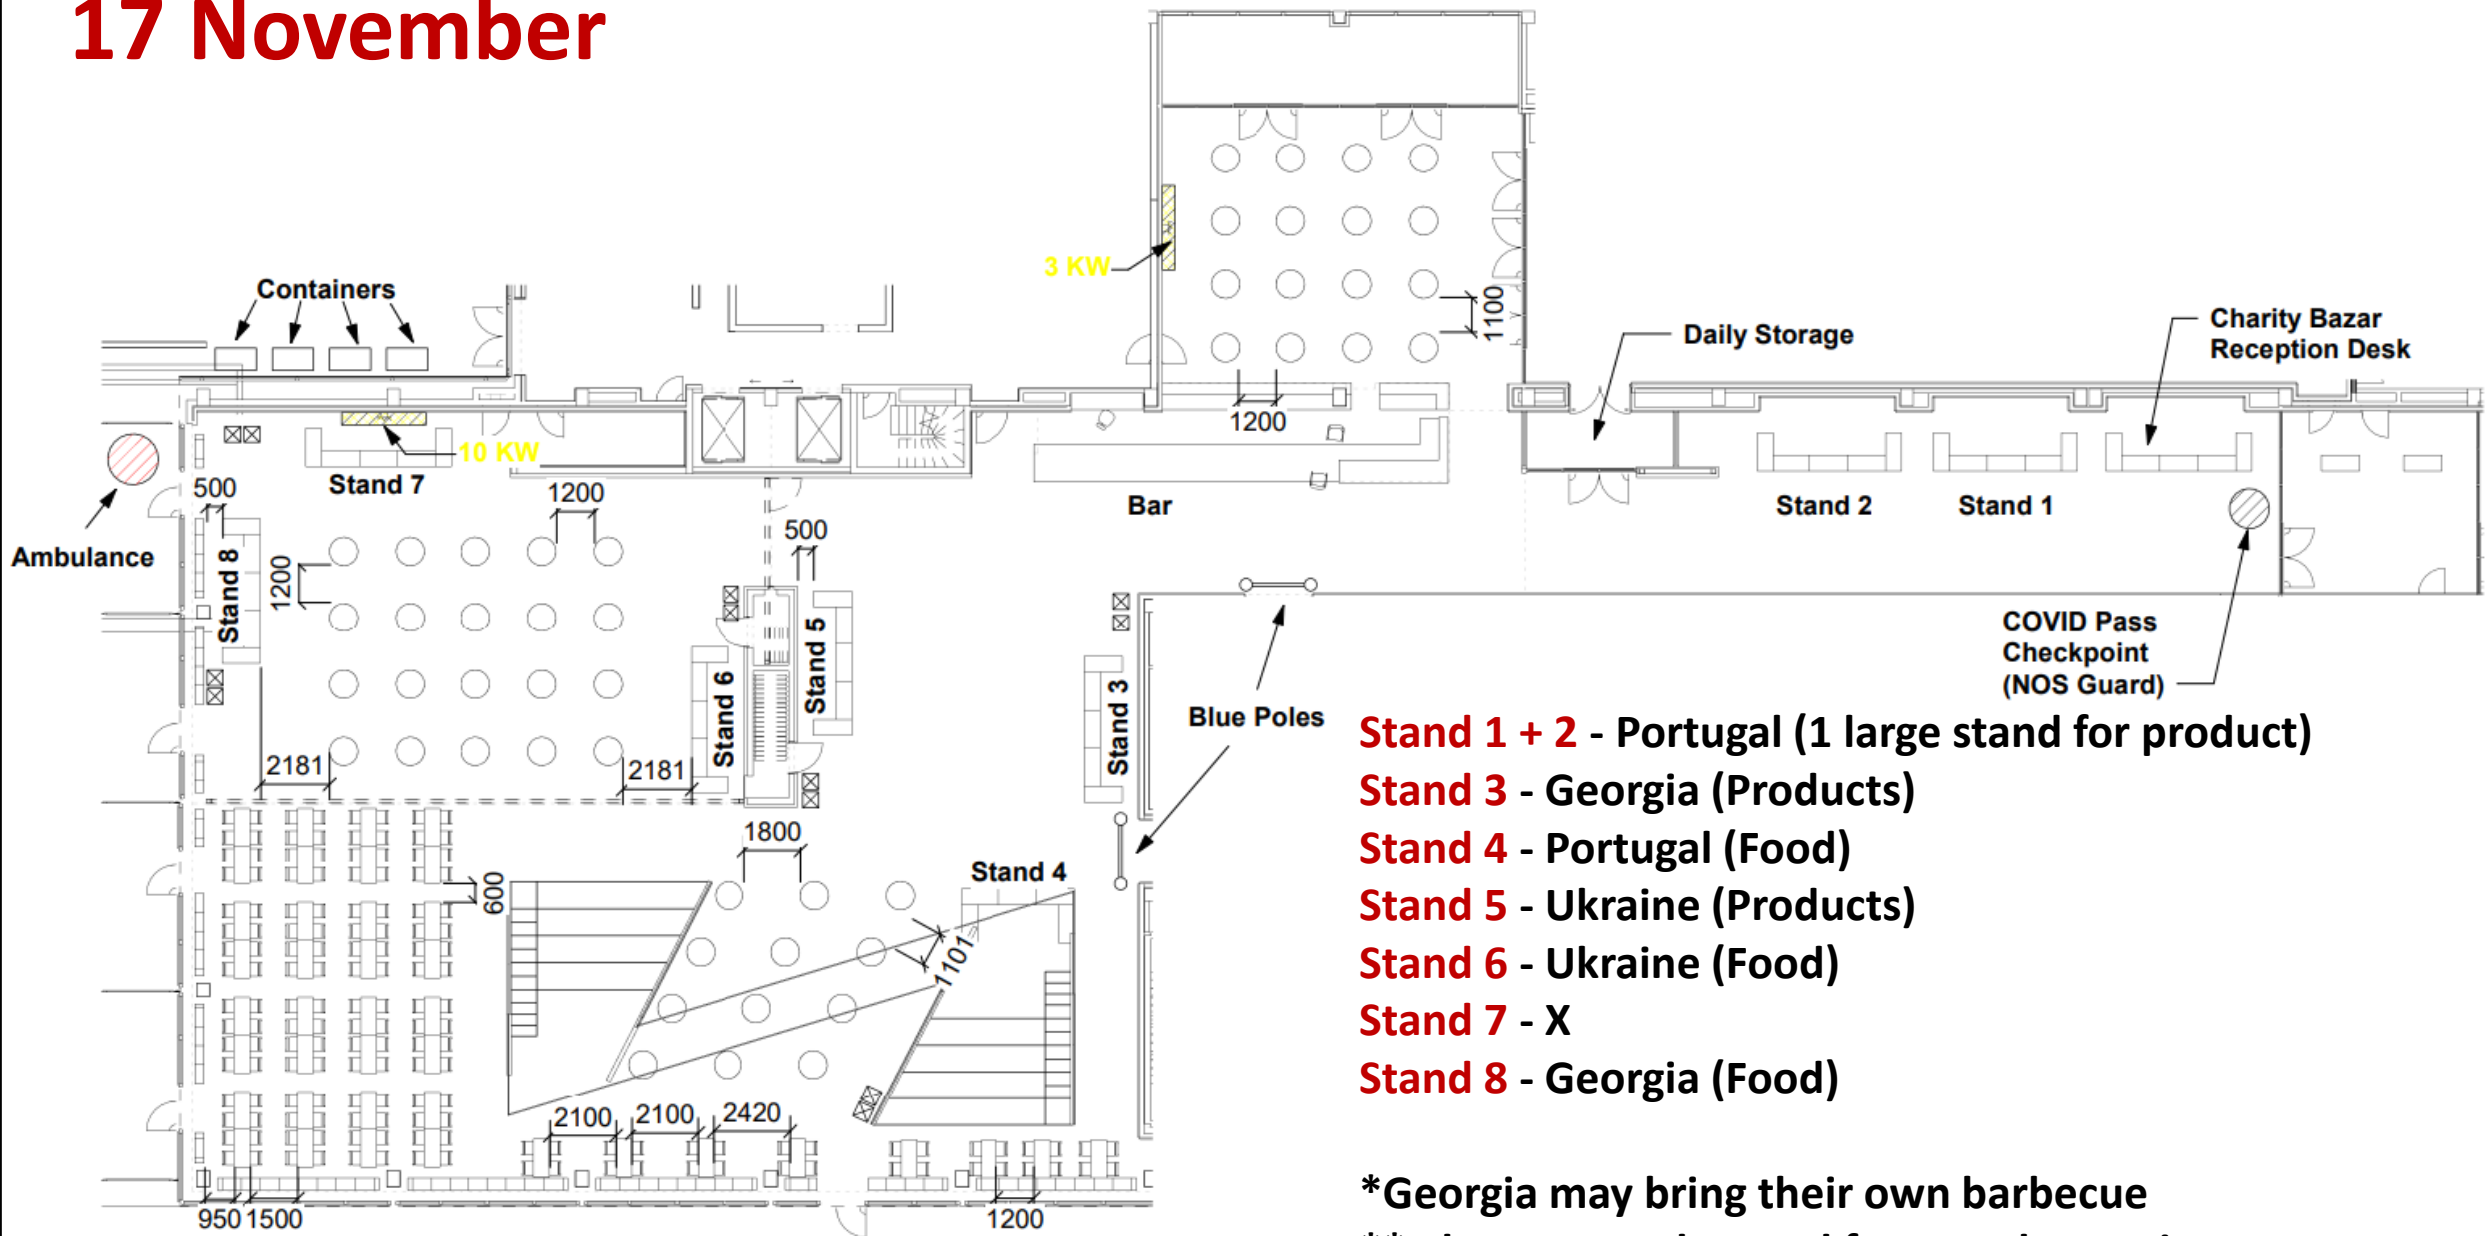 17 November
3 KW
Containers
1100
Daily Storage
Charity Bazar
Reception Desk
1200
10 KW
Stand 7
500
1200
Bar
Stand 2
Stand 1
500
Ambulance
Stand 8
1200
Stand 6
Stand 5
Stand 3
COVID Pass
Checkpoint
(NOS Guard)
Blue Poles
2181
2181
1800
Stand 4
600
1101
2100
2100
2420
950
1500
1200
Stand 1 + 2 - Portugal (1 large stand for product)
Stand 3 - Georgia (Products)
Stand 4 - Portugal (Food)
Stand 5 - Ukraine (Products)
Stand 6 - Ukraine (Food)
Stand 7 - X
Stand 8 - Georgia (Food)
*Georgia may bring their own barbecue